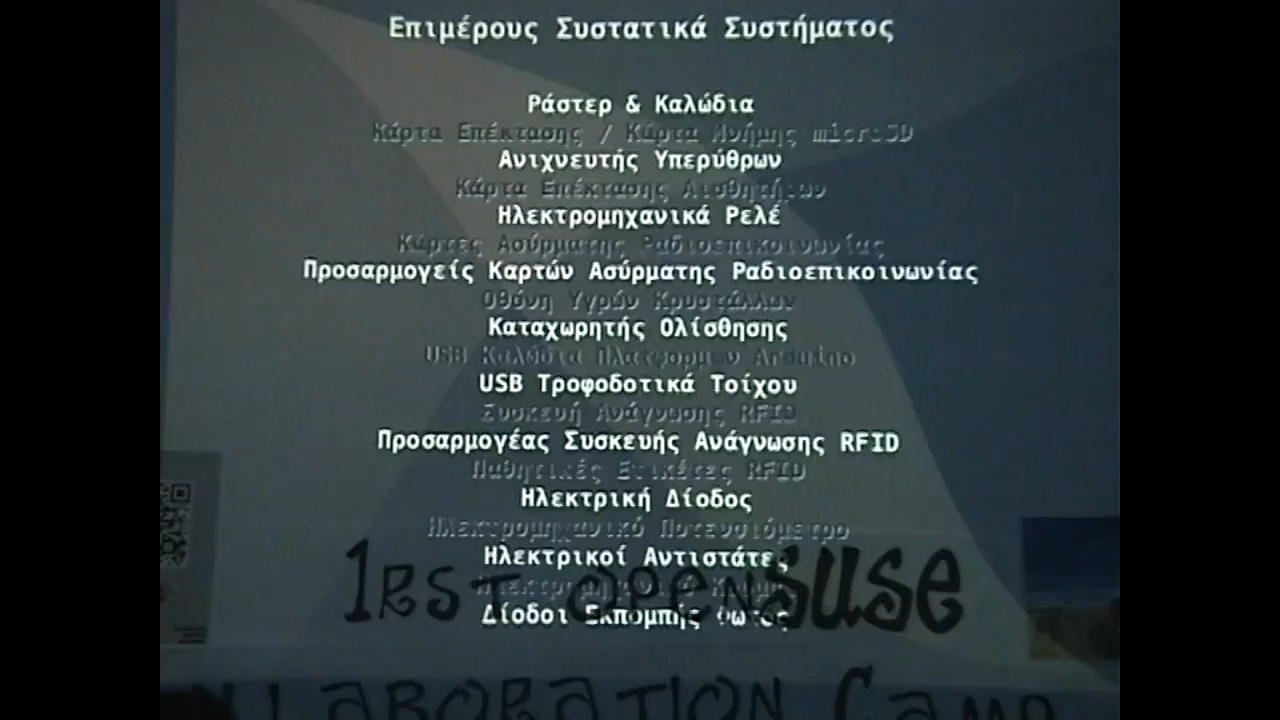 Επιμέρους Συστατικά Συστήματος
Ράστερ & Καλώδια
Κάρτα Επέκτασης / Κάρτα Μνήμης microSD
Ανιχνευτής Υπερύθρων
Κάρτα Επέκτασης Αισθητήρων
Ηλεκτρομηχανικά Ρελέ
Κάρτες Ασύρματης Ραδιοεπικοινωνίας
Προσαρμογείς Καρτών Ασύρματης Ραδιοεπικοινωνίας
Οθόνη Υγρών Κρυστάλλων
Καταχωρητής Ολίσθησης
USB Καλώδια Πλατφορμών Arduino
USB Τροφοδοτικά Τοίχου
Συσκευή Ανάγνωσης RFID
Προσαρμογέας Συσκευής Ανάγνωσης RFID
Παθητικές Ετικέτες RFID
Ηλεκτρική Δίοδος
Ηλεκτρομηχανικό Ποτενσιόμετρο
Ηλεκτρικοί Αντιστάτες
Δίοδοι Εκπομπής Φωτός
1RST openSUSE
COLLABORATION CAMP